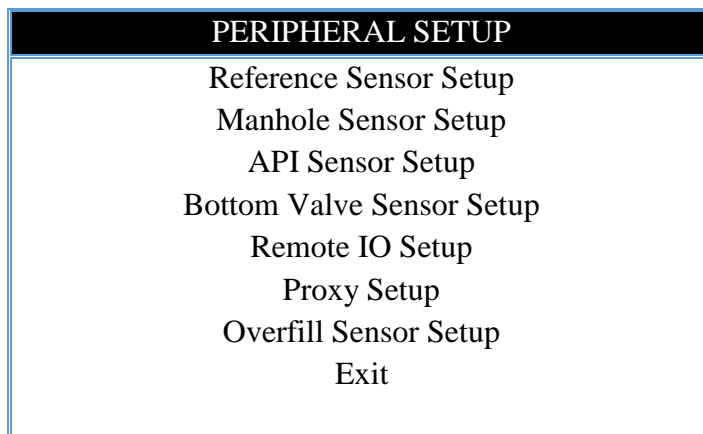 PERIPHERAL SETUP
Reference Sensor Setup
Manhole Sensor Setup
API Sensor Setup
Bottom Valve Sensor Setup
Remote IO Setup
Proxy Setup
Overfill Sensor Setup
Exit